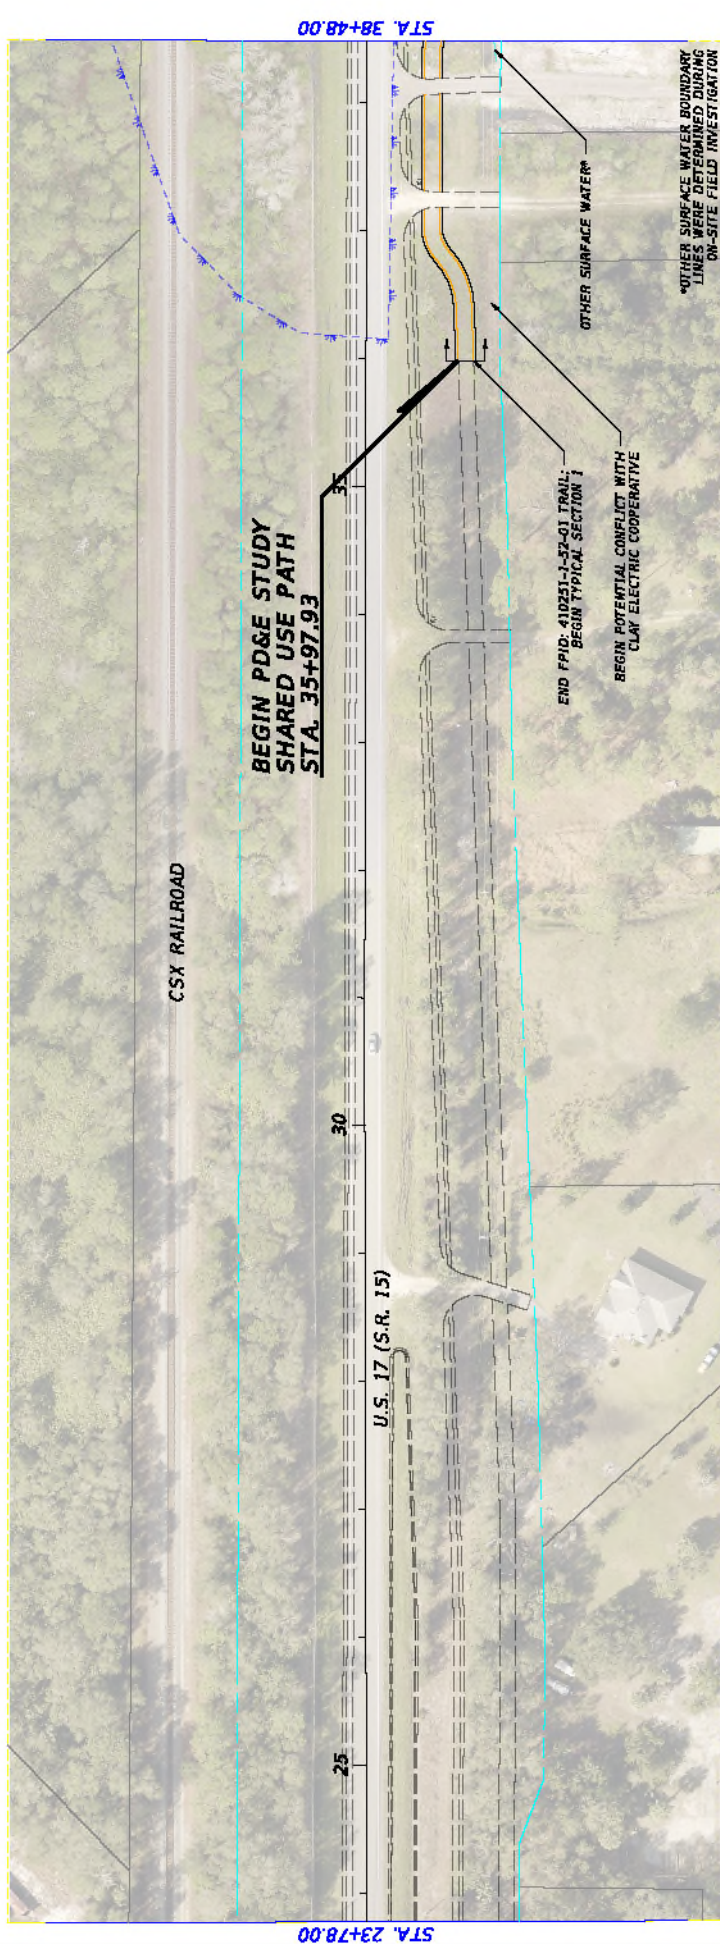 STA. 38+48.00
*OTHER SURFACE WATER BOUNDARY
LINES WERE DETERMINED DURING
ON-SITE FIELD INVESTIGATION
OTHER SURFACE WATER*
BEGIN PD&E STUDY
SHARED USE PATH
STA. 35+97.93
END FPID: 410251-1-52-01 TRAIL;
BEGIN TYPICAL SECTION 1
BEGIN POTENTIAL CONFLICT WITH
CLAY ELECTRIC COOPERATIVE
CSX RAILROAD
30
U.S. 17 (S.R. 15)
25
STA. 23+78.00